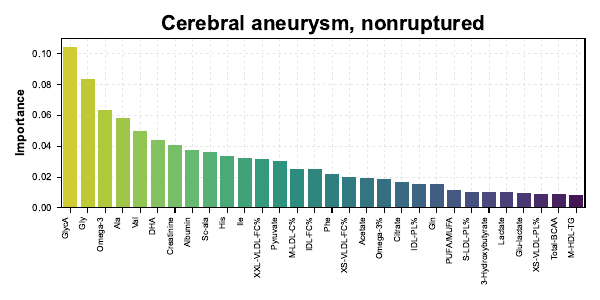 Cerebral aneurysm, nonruptured
Importance
0.10
0.08
0.06
0.04
0.02
0.00
GlycA
Gly
Omega-3
Ala
Val
DHA
Creatinine
Albumin
Sc-ala
His
Ile
XXL-VLDL-FC%
Pyruvate
M-LDL-C%
IDL-FC%
Phe
XS-VLDL-FC%
Acetate
Omega-3%
Citrate
IDL-PL%
Gln
PUFA/MUFA
S-LDL-PL%
3-Hydroxybutyrate
Lactate
Glu-lactate
XS-VLDL-PL%
Total-BCAA
M-HDL-TG